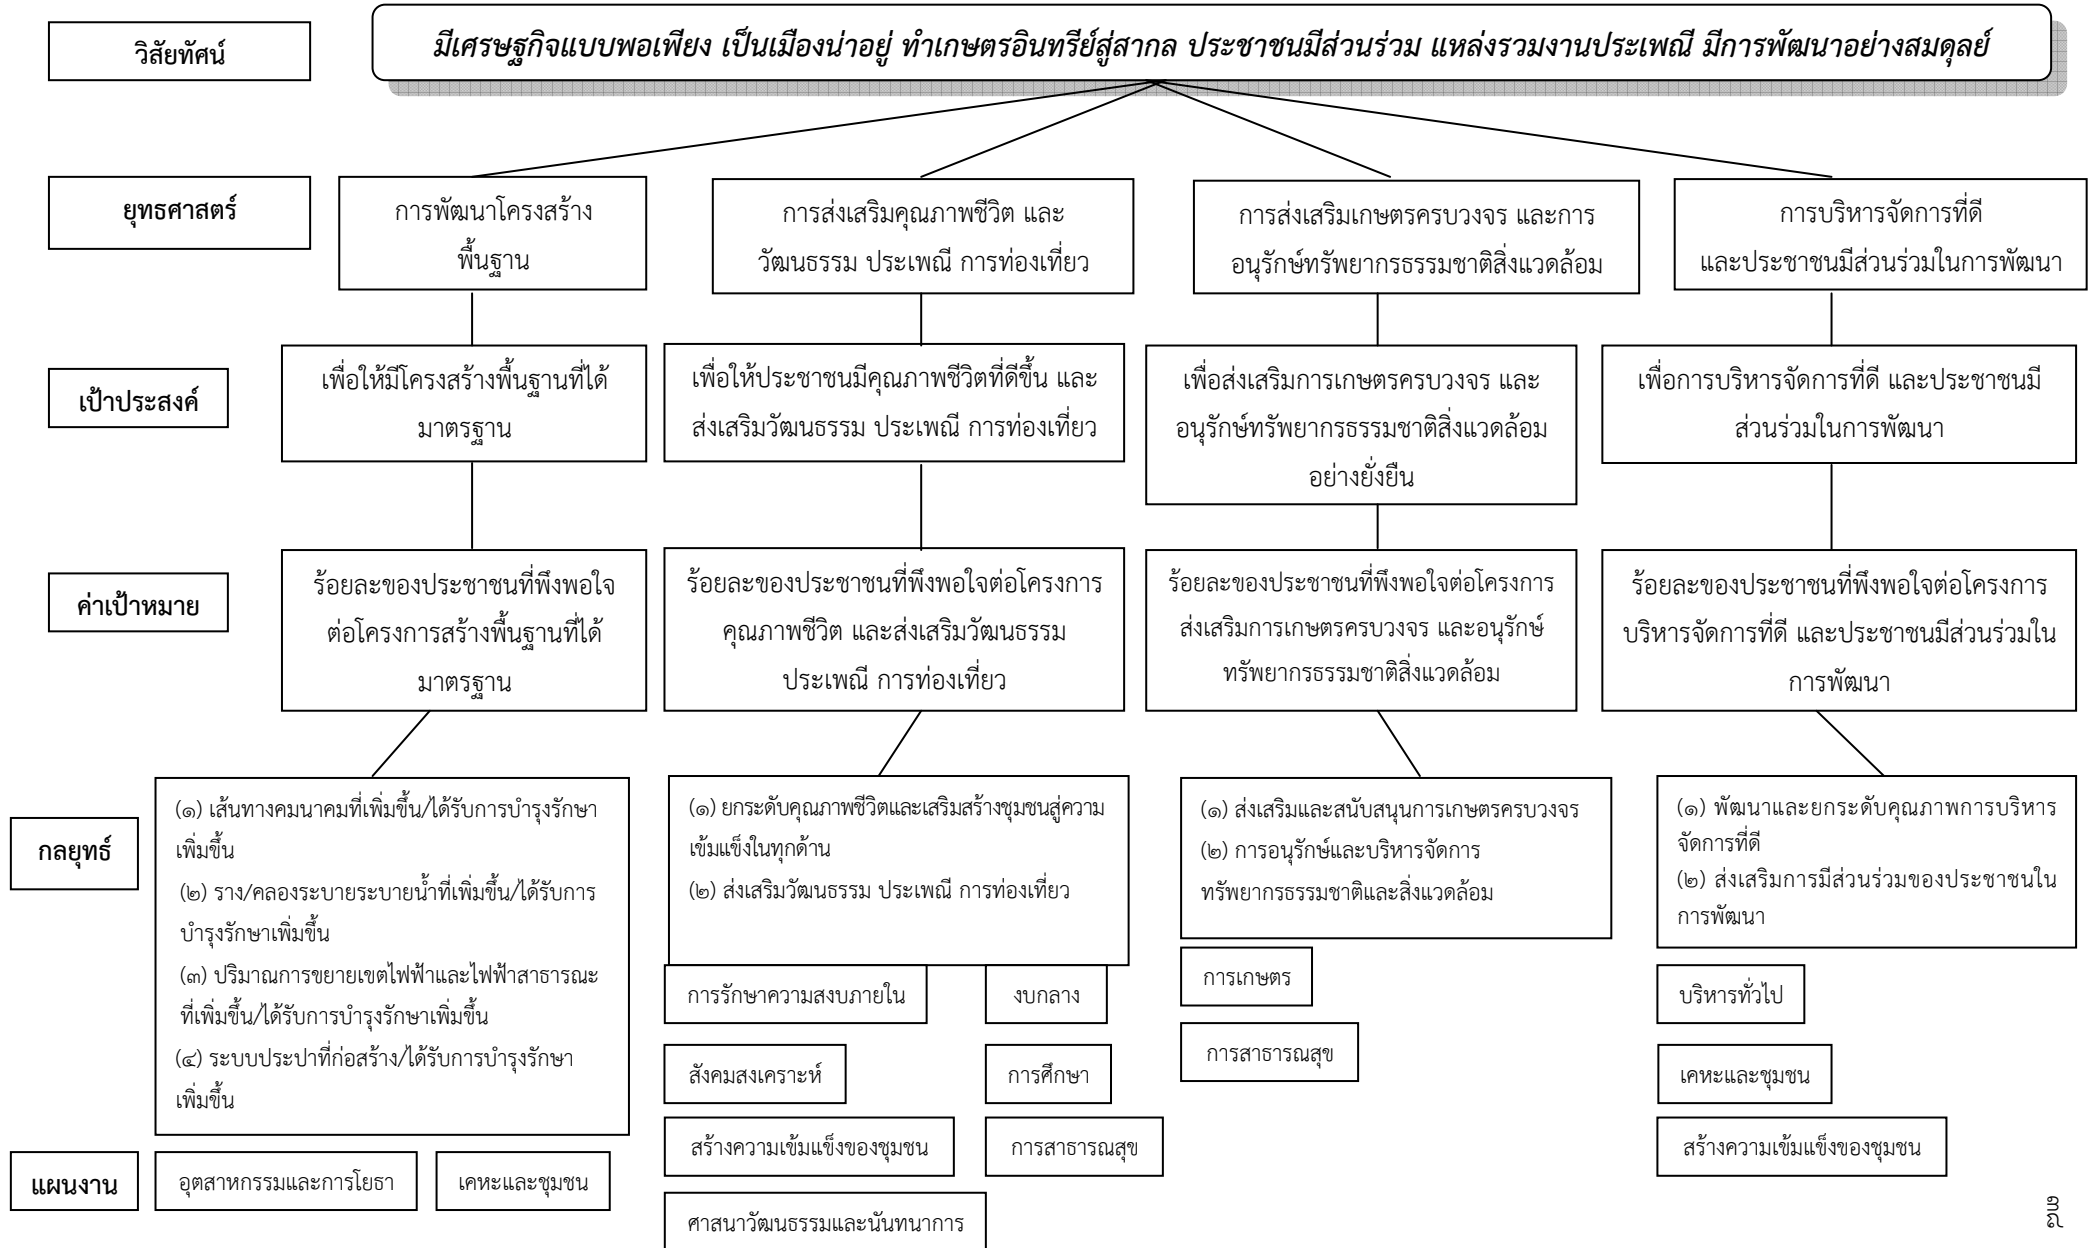 วิสัยทัศน์
มีเศรษฐกิจแบบพอเพียง เป็นเมืองน่าอยู่ ทำเกษตรอินทรีย์สู่สากล ประชาชนมีส่วนร่วม แหล่งรวมงานประเพณี มีการพัฒนาอย่างสมดุลย์
ยุทธศาสตร์
การพัฒนาโครงสร้าง
พื้นฐาน
การส่งเสริมคุณภาพชีวิต และ
วัฒนธรรม ประเพณี การท่องเที่ยว
การส่งเสริมเกษตรครบวงจร และการ
อนุรักษ์ทรัพยากรธรรมชาติสิ่งแวดล้อม
การบริหารจัดการที่ดี
และประชาชนมีส่วนร่วมในการพัฒนา
เป้าประสงค์
เพื่อให้มีโครงสร้างพื้นฐานที่ได้
มาตรฐาน
เพื่อให้ประชาชนมีคุณภาพชีวิตที่ดีขึ้น และ
ส่งเสริมวัฒนธรรม ประเพณี การท่องเที่ยว
เพื่อส่งเสริมการเกษตรครบวงจร และ
อนุรักษ์ทรัพยากรธรรมชาติสิ่งแวดล้อม
อย่างยั่งยืน
เพื่อการบริหารจัดการที่ดี และประชาชนมี
ส่วนร่วมในการพัฒนา
ค่าเป้าหมาย
ร้อยละของประชาชนที่พึงพอใจ
ต่อโครงการสร้างพื้นฐานที่ได้
มาตรฐาน
ร้อยละของประชาชนที่พึงพอใจต่อโครงการ
คุณภาพชีวิต และส่งเสริมวัฒนธรรม
ประเพณี การท่องเที่ยว
ร้อยละของประชาชนที่พึงพอใจต่อโครงการ
ส่งเสริมการเกษตรครบวงจร และอนุรักษ์
ทรัพยากรธรรมชาติสิ่งแวดล้อม
ร้อยละของประชาชนที่พึงพอใจต่อโครงการ
บริหารจัดการที่ดี และประชาชนมีส่วนร่วมใน
การพัฒนา
กลยุทธ์
(๑) เส้นทางคมนาคมที่เพิ่มขึ้น/ได้รับการบำรุงรักษา
เพิ่มขึ้น
(๒) ราง/คลองระบายระบายน้ำที่เพิ่มขึ้น/ได้รับการ
บำรุงรักษาเพิ่มขึ้น
(๓) ปริมาณการขยายเขตไฟฟ้าและไฟฟ้าสาธารณะ
ที่เพิ่มขึ้น/ได้รับการบำรุงรักษาเพิ่มขึ้น
(๔) ระบบประปาที่ก่อสร้าง/ได้รับการบำรุงรักษา
เพิ่มขึ้น
(๑) ยกระดับคุณภาพชีวิตและเสริมสร้างชุมชนสู่ความ
เข้มแข็งในทุกด้าน
(๒) ส่งเสริมวัฒนธรรม ประเพณี การท่องเที่ยว
(๑) ส่งเสริมและสนับสนุนการเกษตรครบวงจร
(๒) การอนุรักษ์และบริหารจัดการ
ทรัพยากรธรรมชาติและสิ่งแวดล้อม
(๑) พัฒนาและยกระดับคุณภาพการบริหาร
จัดการที่ดี
(๒) ส่งเสริมการมีส่วนร่วมของประชาชนใน
การพัฒนา
แผนงาน
อุตสาหกรรมและการโยธา
เคหะและชุมชน
การรักษาความสงบภายใน
งบกลาง
สังคมสงเคราะห์
การศึกษา
สร้างความเข้มแข็งของชุมชน
การสาธารณสุข
ศาสนาวัฒนธรรมและนันทนาการ
การเกษตร
การสาธารณสุข
บริหารทั่วไป
เคหะและชุมชน
สร้างความเข้มแข็งของชุมชน
๓๘